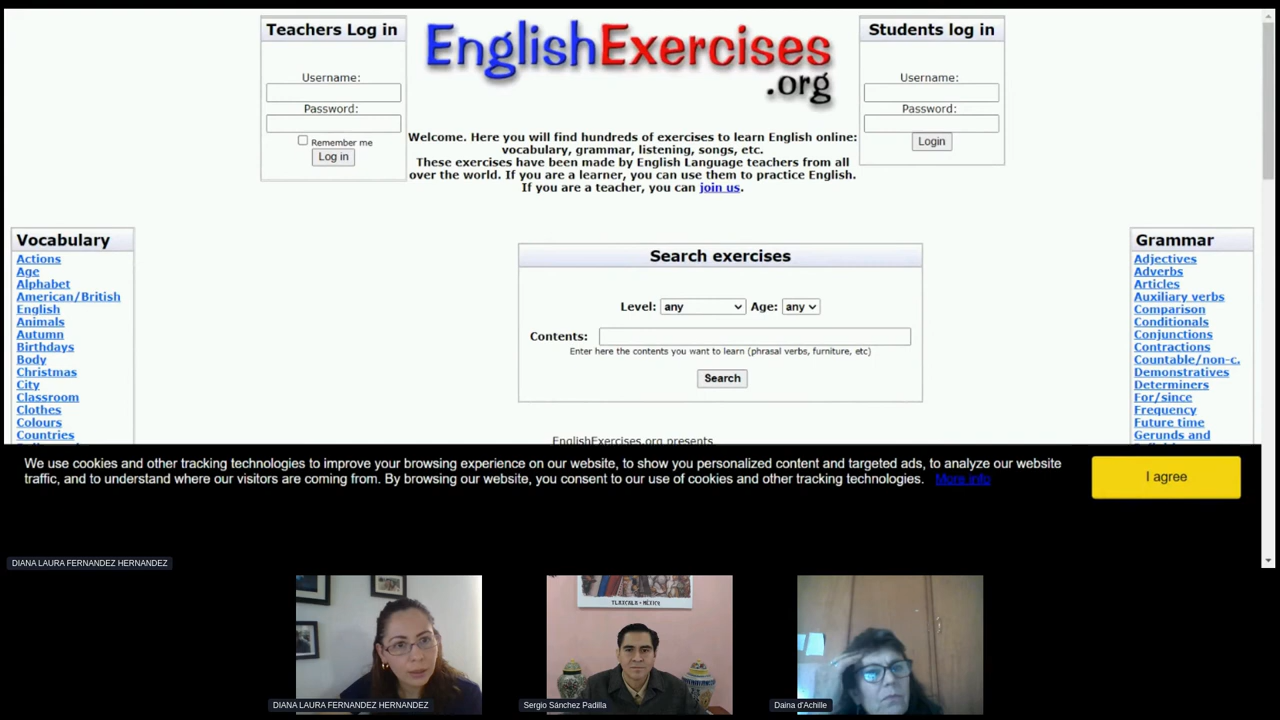 Teachers Log in
Username:
Password:
Remember me
Log in
EnglishExercises
.org
Welcome. Here you will find hundreds of exercises to learn English online:
vocabulary, grammar, listening, songs, etc.
These exercises have been made by English Language teachers from all
over the world. If you are a learner, you can use them to practice English.
If you are a teacher, you can join us.
Students log in
Username:
Password:
Login
Vocabulary
Actions
Age
Alphabet
American/British
English
Animals
Autumn
Birthdays
Body
Christmas
City
Classroom
Clothes
Colours
Countries
Search exercises
Level: any Age: any
Contents:
Enter here the contents you want to learn (phrasal verbs, furniture, etc)
Search
EnglishExercises.org presents
Grammar
Adjectives
Adverbs
Articles
Auxiliary verbs
Comparison
Conditionals
Conjunctions
Contractions
Countable/non-c.
Demonstratives
Determiners
For/since
Frequency
Future time
Gerunds and
We use cookies and other tracking technologies to improve your browsing experience on our website, to show you personalized content and targeted ads, to analyze our website
traffic, and to understand where our visitors are coming from. By browsing our website, you consent to our use of cookies and other tracking technologies. More info
I agree
DIANA LAURA FERNANDEZ HERNANDEZ
TLAXCALA - MÉXICO
DIANA LAURA FERNANDEZ HERNANDEZ
Sergio Sánchez Padilla
Daina d'Achille